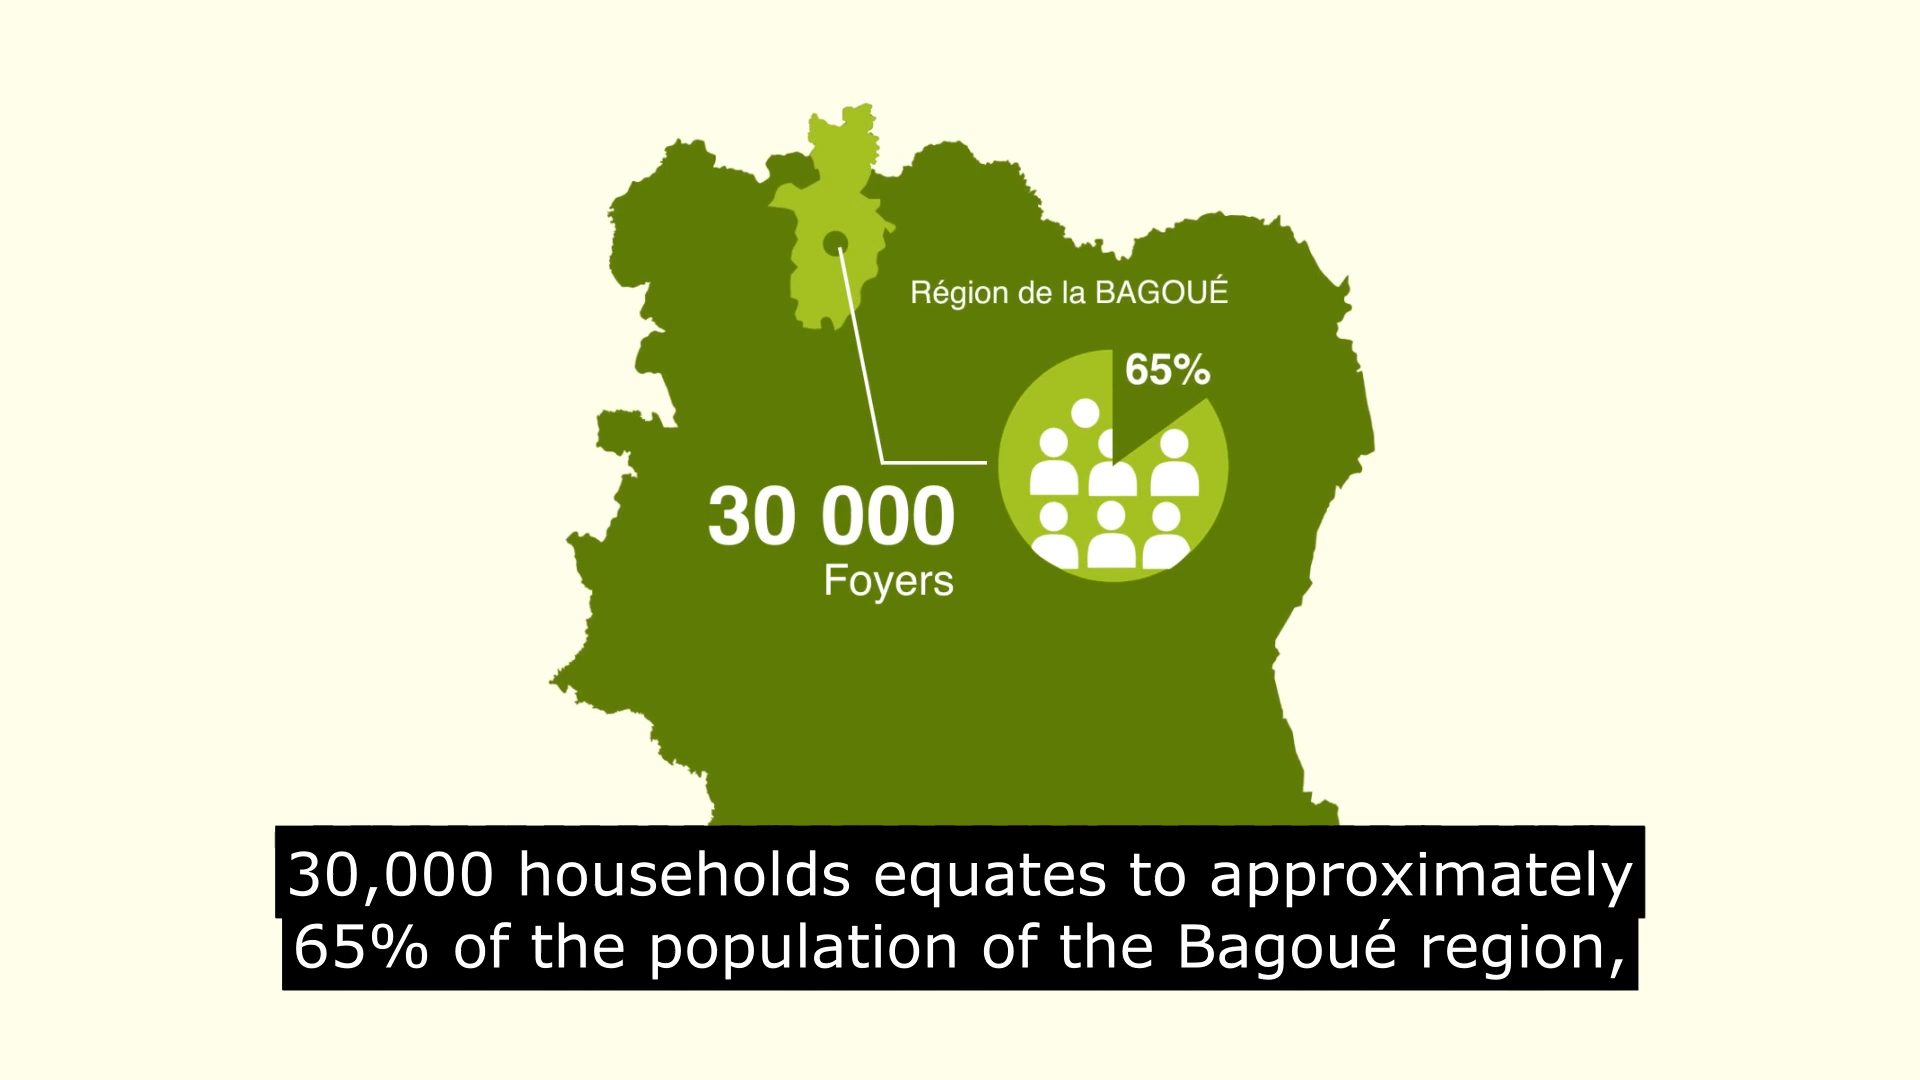 Région de la BAGOUÉ
65%
30 000
Foyers
30,000 households equates to approximately
65% of the population of the Bagoué region,